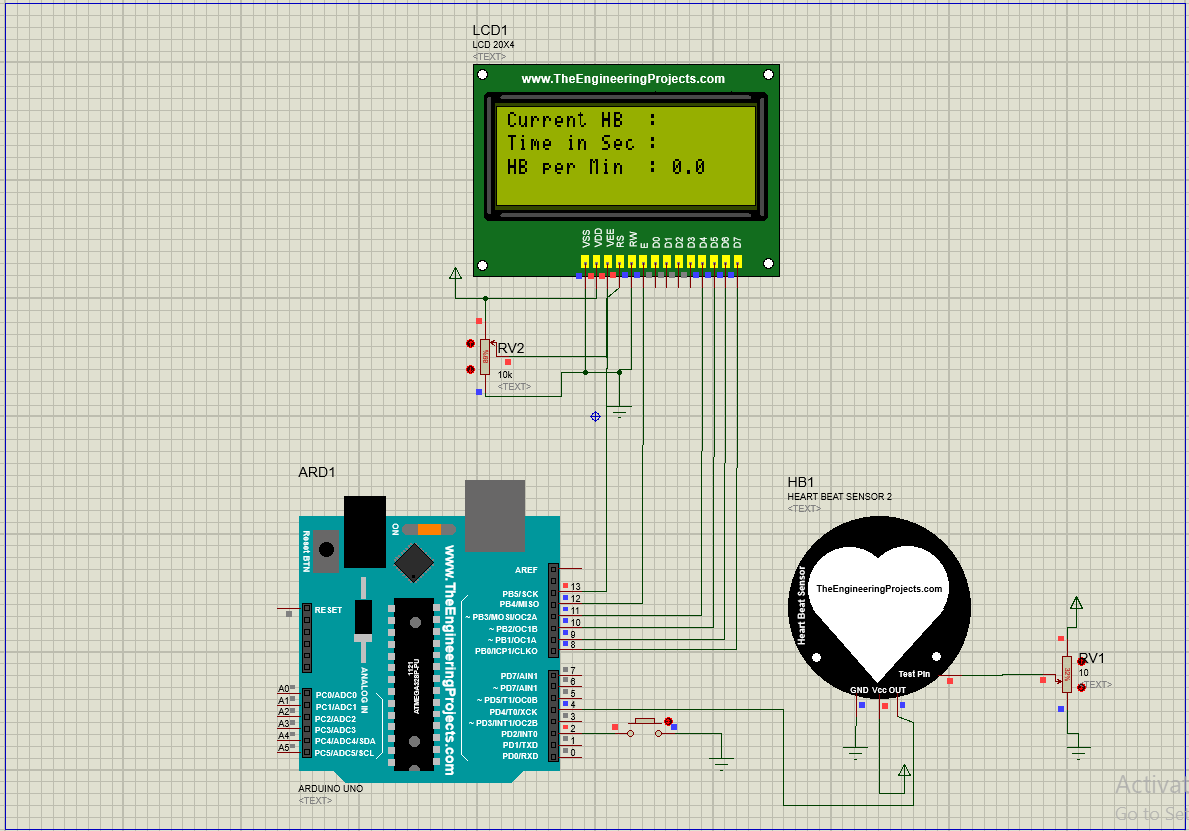 LCD1
LCD 20X4
<TEXT>
www.TheEngineeringProjects.com
Current HB :
Time in Sec :
HB per Min : 0.0
VSS
VDD
VEE
RS
RW
E
D0
D1
D2
D3
D4
D5
D6
D7
RV2
10k
<TEXT>
ARD1
Reset BTN
ON
www.TheEngineeringProjects.com
AREF
PB5/SCK
PB4/MISO
~ PB3/MOSI/OC2A
~ PB2/OC1B
~ PB1/OC1A
PB0/ICP1/CLKO
13
12
11
10
9
8
RESET
ANALOG IN
1121
ATMEGA328P-PU
PD7/AIN1
~ PD7/AIN1
~ PD5/T1/OC0B
PD4/T0/XCK
~ PD3/INT1/OC2B
PD2/INT0
PD1/TXD
PD0/RXD
7
6
5
4
3
2
1
0
A0
A1
A2
A3
A4
A5
PC0/ADC0
PC1/ADC1
PC2/ADC2
PC3/ADC3
PC4/ADC4/SDA
PC5/ADC5/SCL
ARDUINO UNO
<TEXT>
HB1
HEART BEAT SENSOR 2
<TEXT>
Heart Beat Sensor
TheEngineeringProjects.com
Test Pin
GND Vcc OUT
RV1
10
<TEXT>
Activat
Go to Se